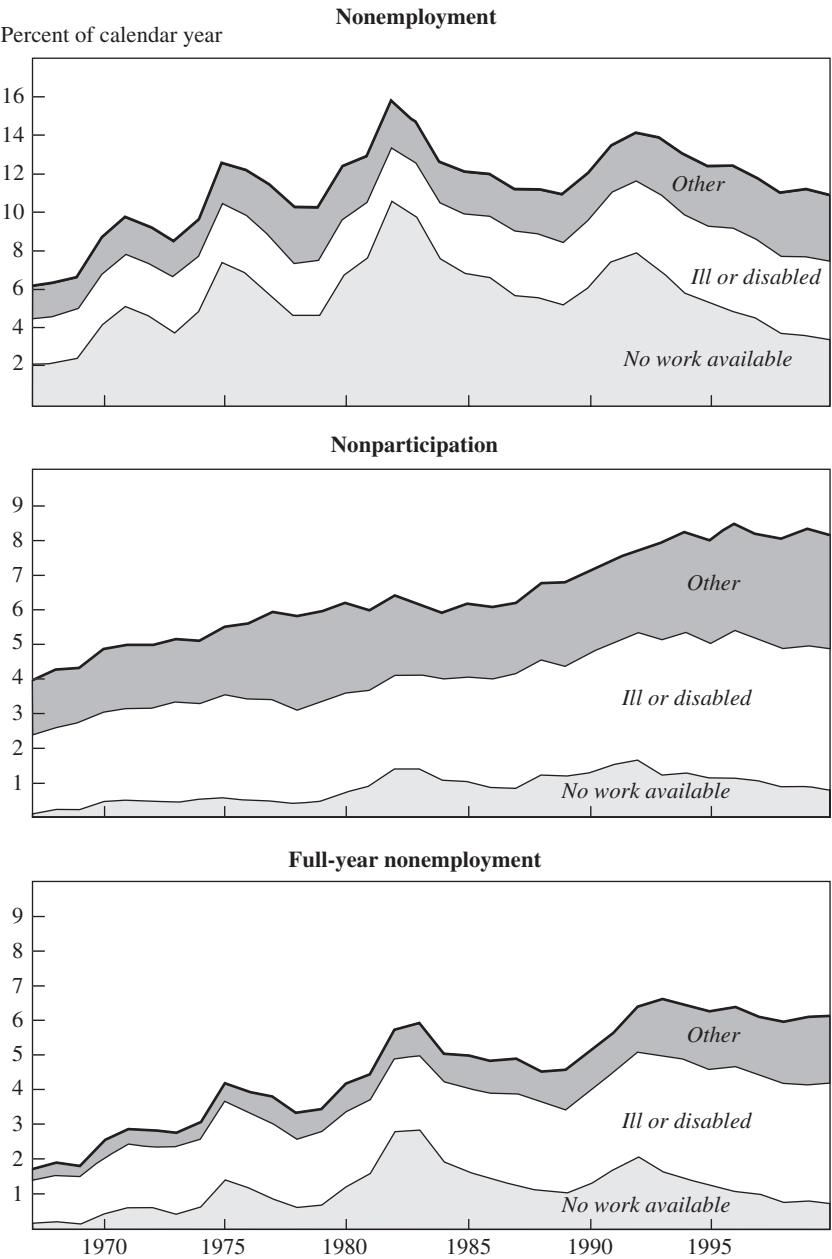 Nonemployment
Percent of calendar year
16
14
12
10
8
6
4
2
Other
Ill or disabled
No work available
Nonparticipation
9
8
7
6
5
4
3
2
1
Other
Ill or disabled
No work available
Full-year nonemployment
9
8
7
6
5
4
3
2
1
Other
Ill or disabled
No work available
1970 1975 1980 1985 1990 1995